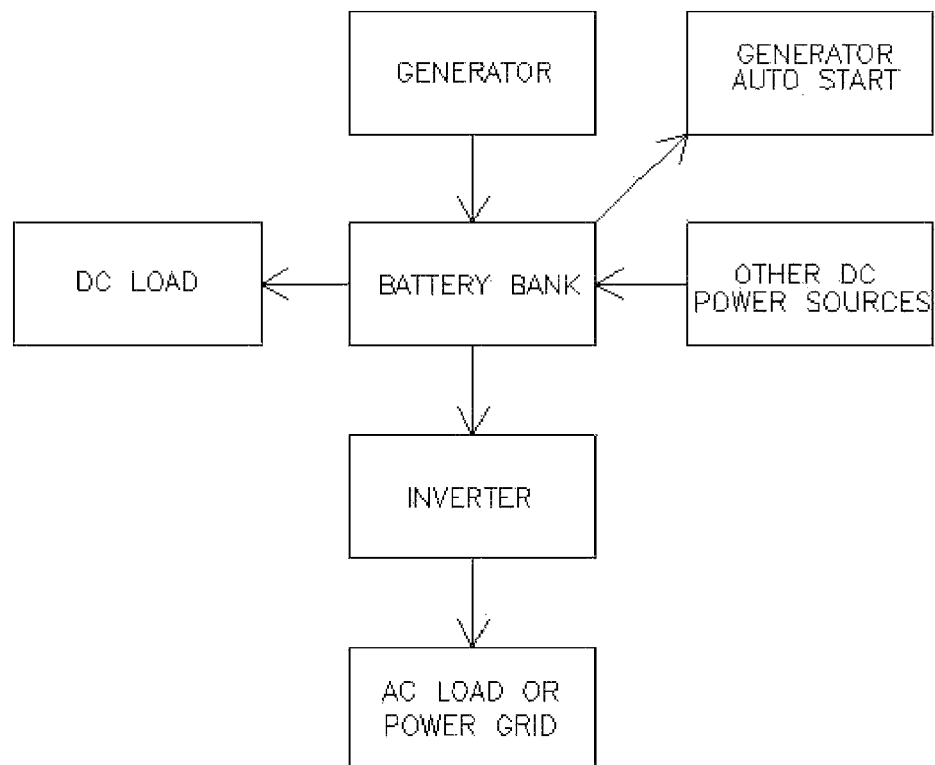 GENERATOR
GENERATOR
AUTO START
DC LOAD
BATTERY BANK
OTHER DC
POWER SOURCES
INVERTER
AC LOAD OR
POWER GRID